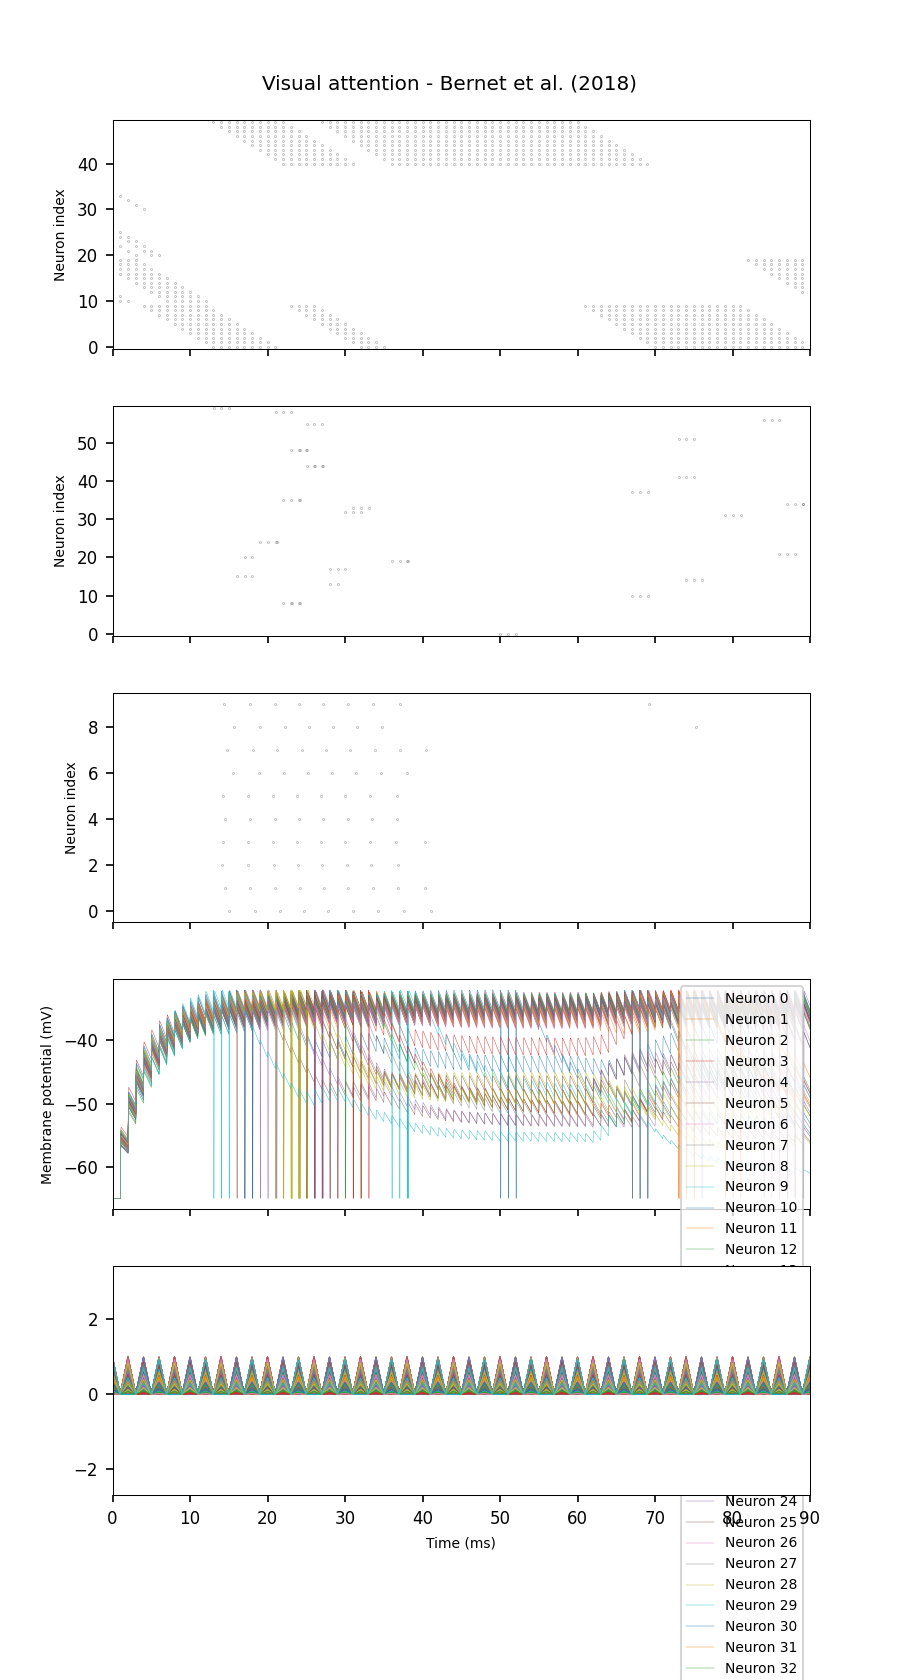 Visual attention - Bernet et al. (2018)
Neuron index
40
30
20
10
0
Neuron index
50
40
30
20
10
0
Neuron index
8
6
4
2
0
Membrane potential (mV)
−40
−50
−60
Neuron 0
Neuron 1
Neuron 2
Neuron 3
Neuron 4
Neuron 5
Neuron 6
Neuron 7
Neuron 8
Neuron 9
Neuron 10
Neuron 11
Neuron 12
2
0
−2
0 10 20 30 40 50 60 70 80 90
Time (ms)
Neuron 24
Neuron 25
Neuron 26
Neuron 27
Neuron 28
Neuron 29
Neuron 30
Neuron 31
Neuron 32